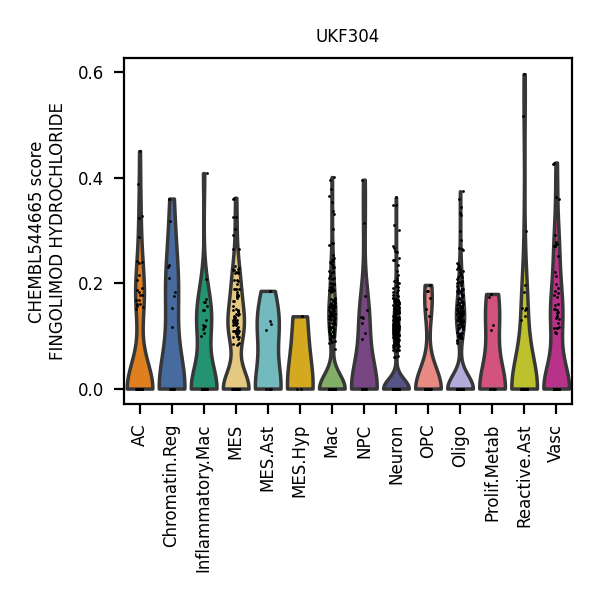 UKF304
CHEMBL544665 score
FINGOLIMOD HYDROCHLORIDE
0.6
0.4
0.2
0.0
AC
Chromatin.Reg
Inflammatory.Mac
MES
MES.Ast
MES.Hyp
Mac
NPC
Neuron
OPC
Oligo
Prolif.Metab
Reactive.Ast
Vasc